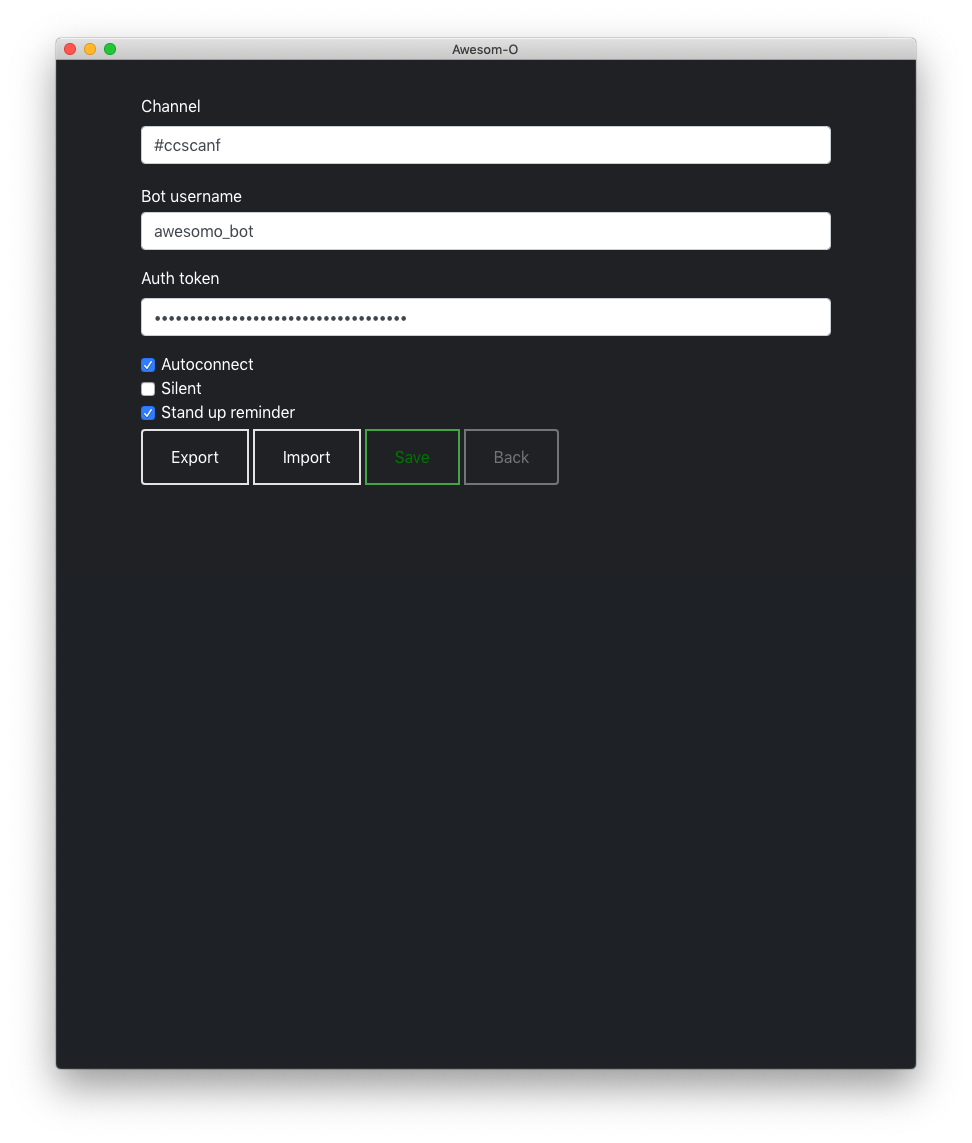 Awesom-O
Channel
#ccscanf
Bot username
awesomo_bot
Auth token
••••••••••••••••••••••••••••••••••••
Autoconnect
Silent
Stand up reminder
Export Import Save Back